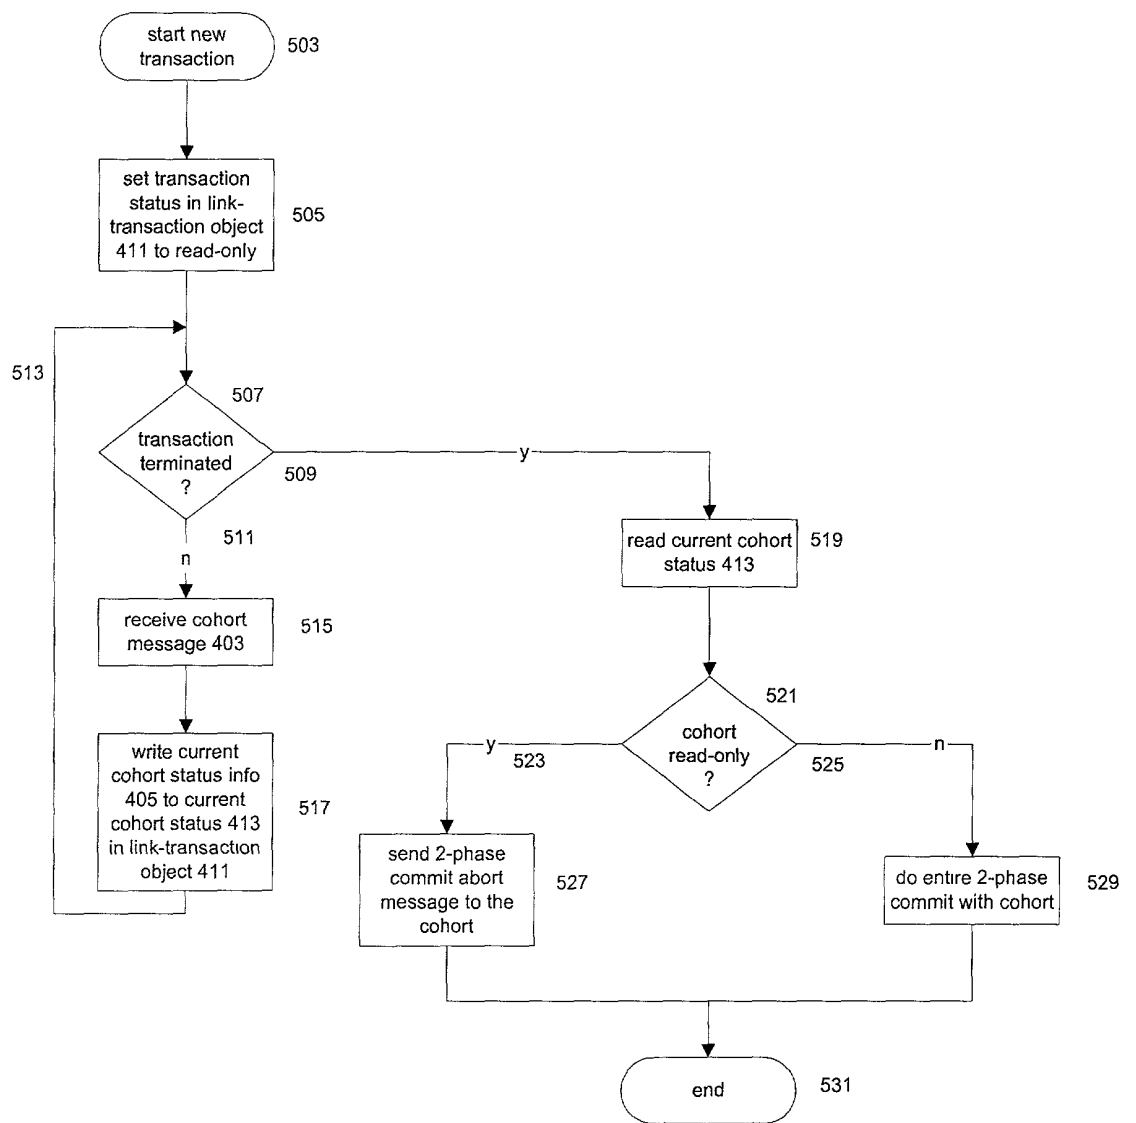 start new
transaction
503
set transaction
status in link-
transaction object
411 to read-only
505
513
507
transaction
terminated
?
509
y
511
n
receive cohort
message 403
515
write current
cohort status info
405 to current
cohort status 413
in link-transaction
object 411
517
read current cohort
status 413
519
521
cohort
read-only
?
y
523
n
525
send 2-phase
commit abort
message to the
cohort
527
do entire 2-phase
commit with cohort
529
end
531